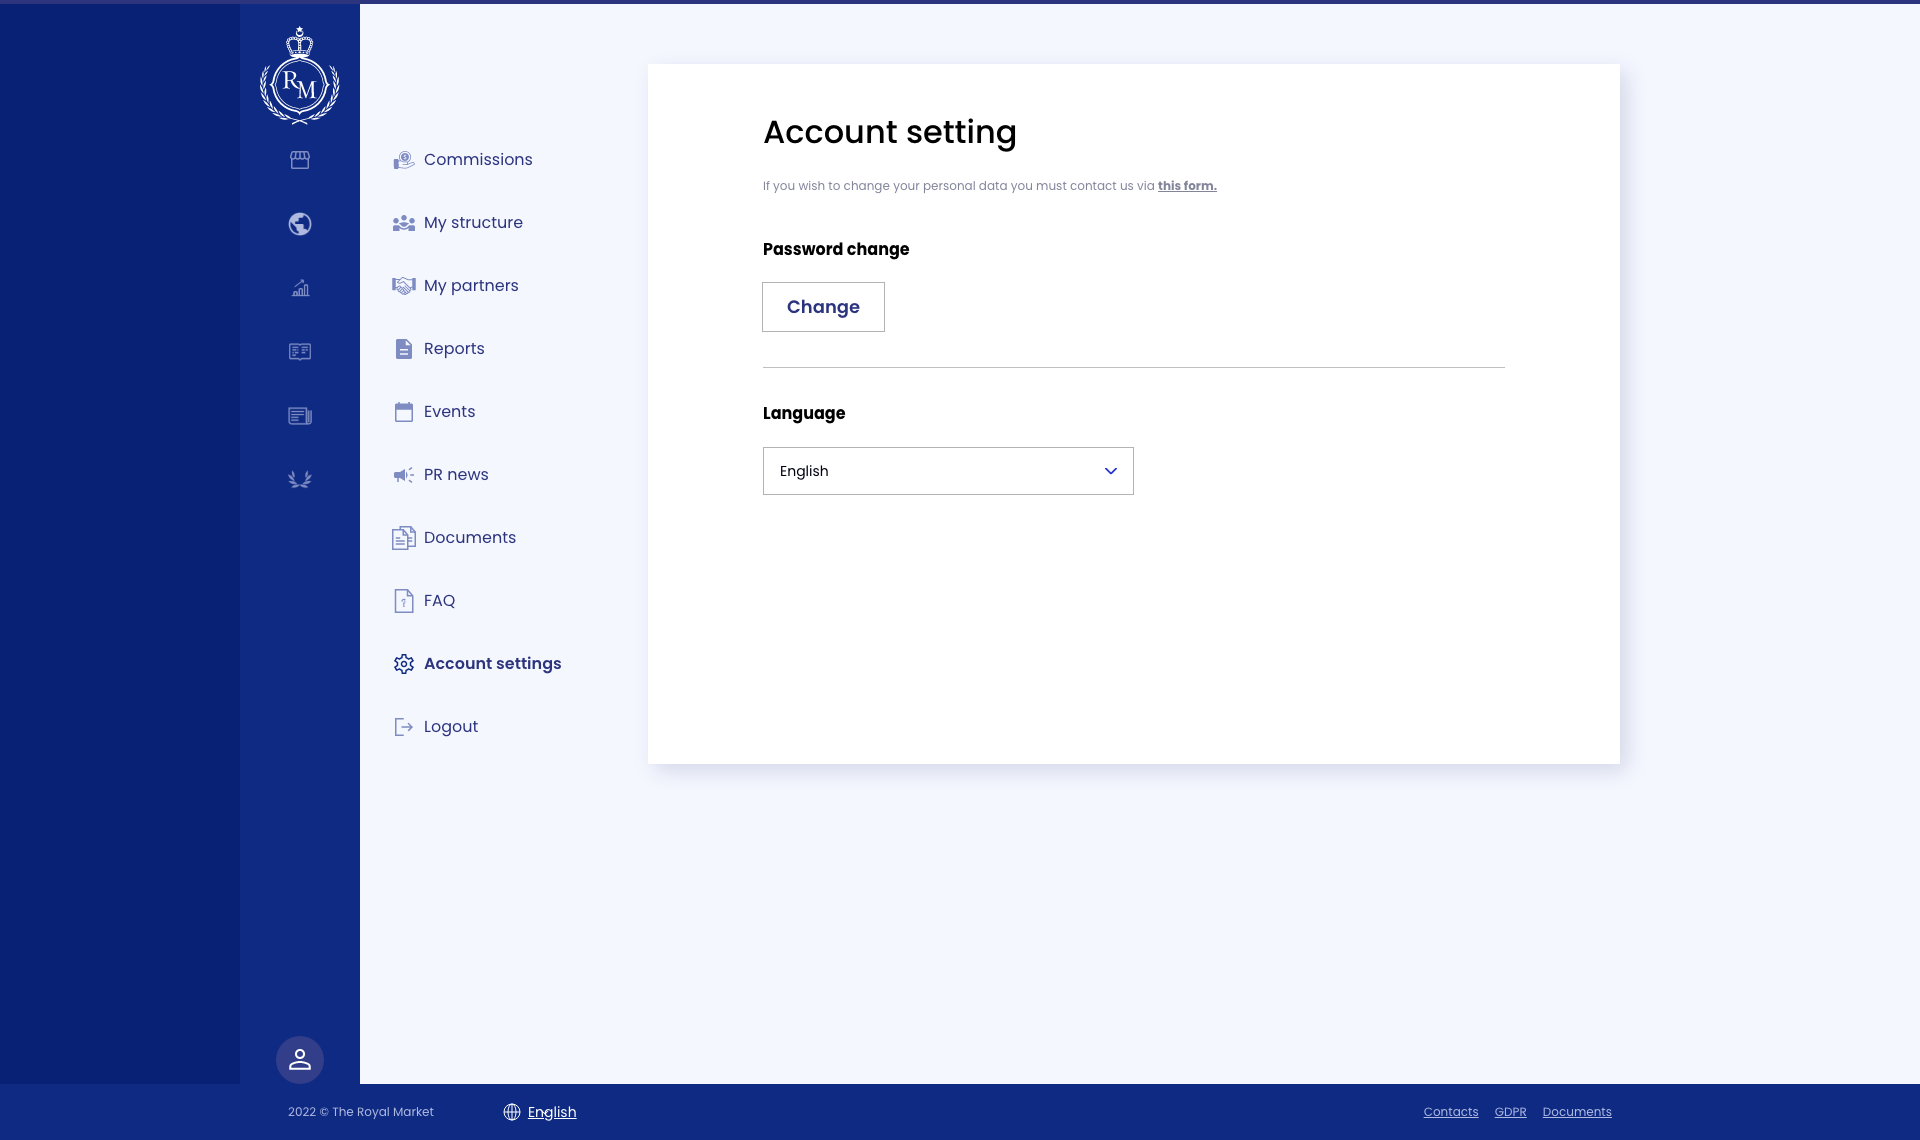 RM
Commissions
My structure
My partners
Reports
Events
PR news
Documents
FAQ
Account settings
Logout
Account setting
If you wish to change your personal data you must contact us via this form.
Password change
Change
Language
English
2022 © The Royal Market
English
Contacts GDPR Documents